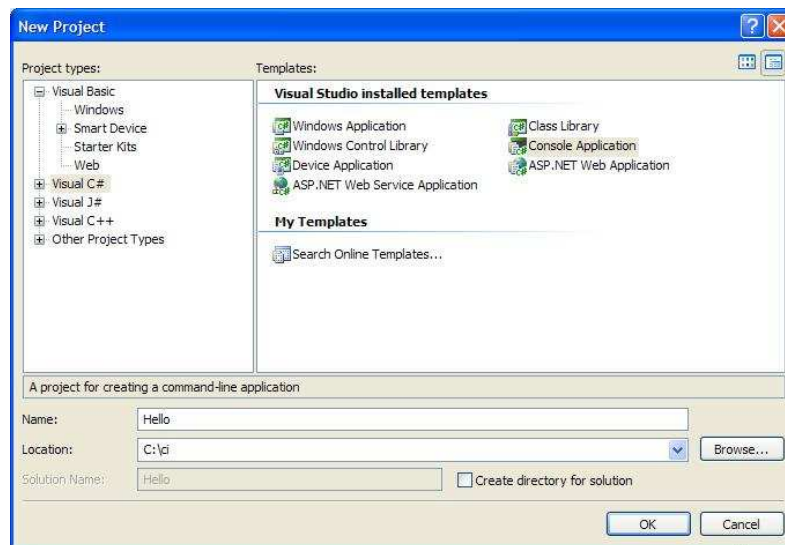 New Project
Project types:
Templates:
Visual Basic
Windows
Smart Device
Starter Kits
Web
Visual C#
Visual J#
Visual C++
Other Project Types
Visual Studio installed templates
Windows Application
Class Library
Windows Control Library
Console Application
Device Application
ASP.NET Web Application
ASP.NET Web Service Application
My Templates
Search Online Templates...
A project for creating a command-line application
Name:
Hello
Location:
C:\ci
Browse...
Solution Name:
Hello
Create directory for solution
OK
Cancel